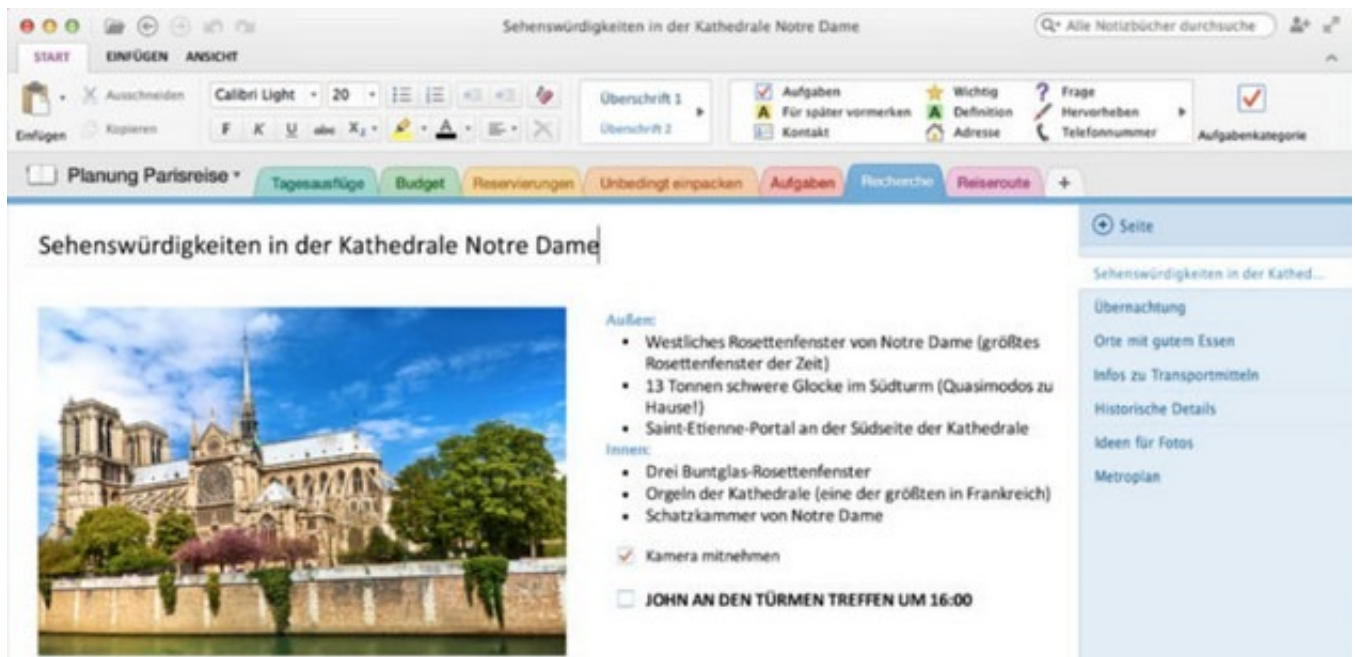 Sehenswürdigkeiten in der Kathedrale Notre Dame
Alle Notizbücher durchsuche
START EINFÜGEN ANSICHT
Einfügen
Ausschneiden
Kopieren
Calibri Light 20
F K U abc X₂ A
Überschrift 1
Überschrift 2
Aufgaben Wichtig Frage
A Für später vormerken A Definition Hervorheben
Kontakt Adresse Telefonnummer
Aufgabenkategorie
Planung Parisreise Tagesausflüge Budget Reservierungen Unbedingt einpacken Aufgaben Recherche Reiseroute +
Sehenswürdigkeiten in der Kathedrale Notre Dame
Außen:
• Westliches Rosettenfenster von Notre Dame (größtes
Rosettenfenster der Zeit)
• 13 Tonnen schwere Glocke im Südturm (Quasimodos zu
Hause!)
• Saint-Etienne-Portal an der Südseite der Kathedrale
Innen:
• Drei Buntglas-Rosettenfenster
• Orgeln der Kathedrale (eine der größten in Frankreich)
• Schatzkammer von Notre Dame
Kamera mitnehmen
JOHN AN DEN TÜRMEN TREFFEN UM 16:00
Seite
Sehenswürdigkeiten in der Kathed...
Übernachtung
Orte mit gutem Essen
Infos zu Transportmitteln
Historische Details
Ideen für Fotos
Metroplan